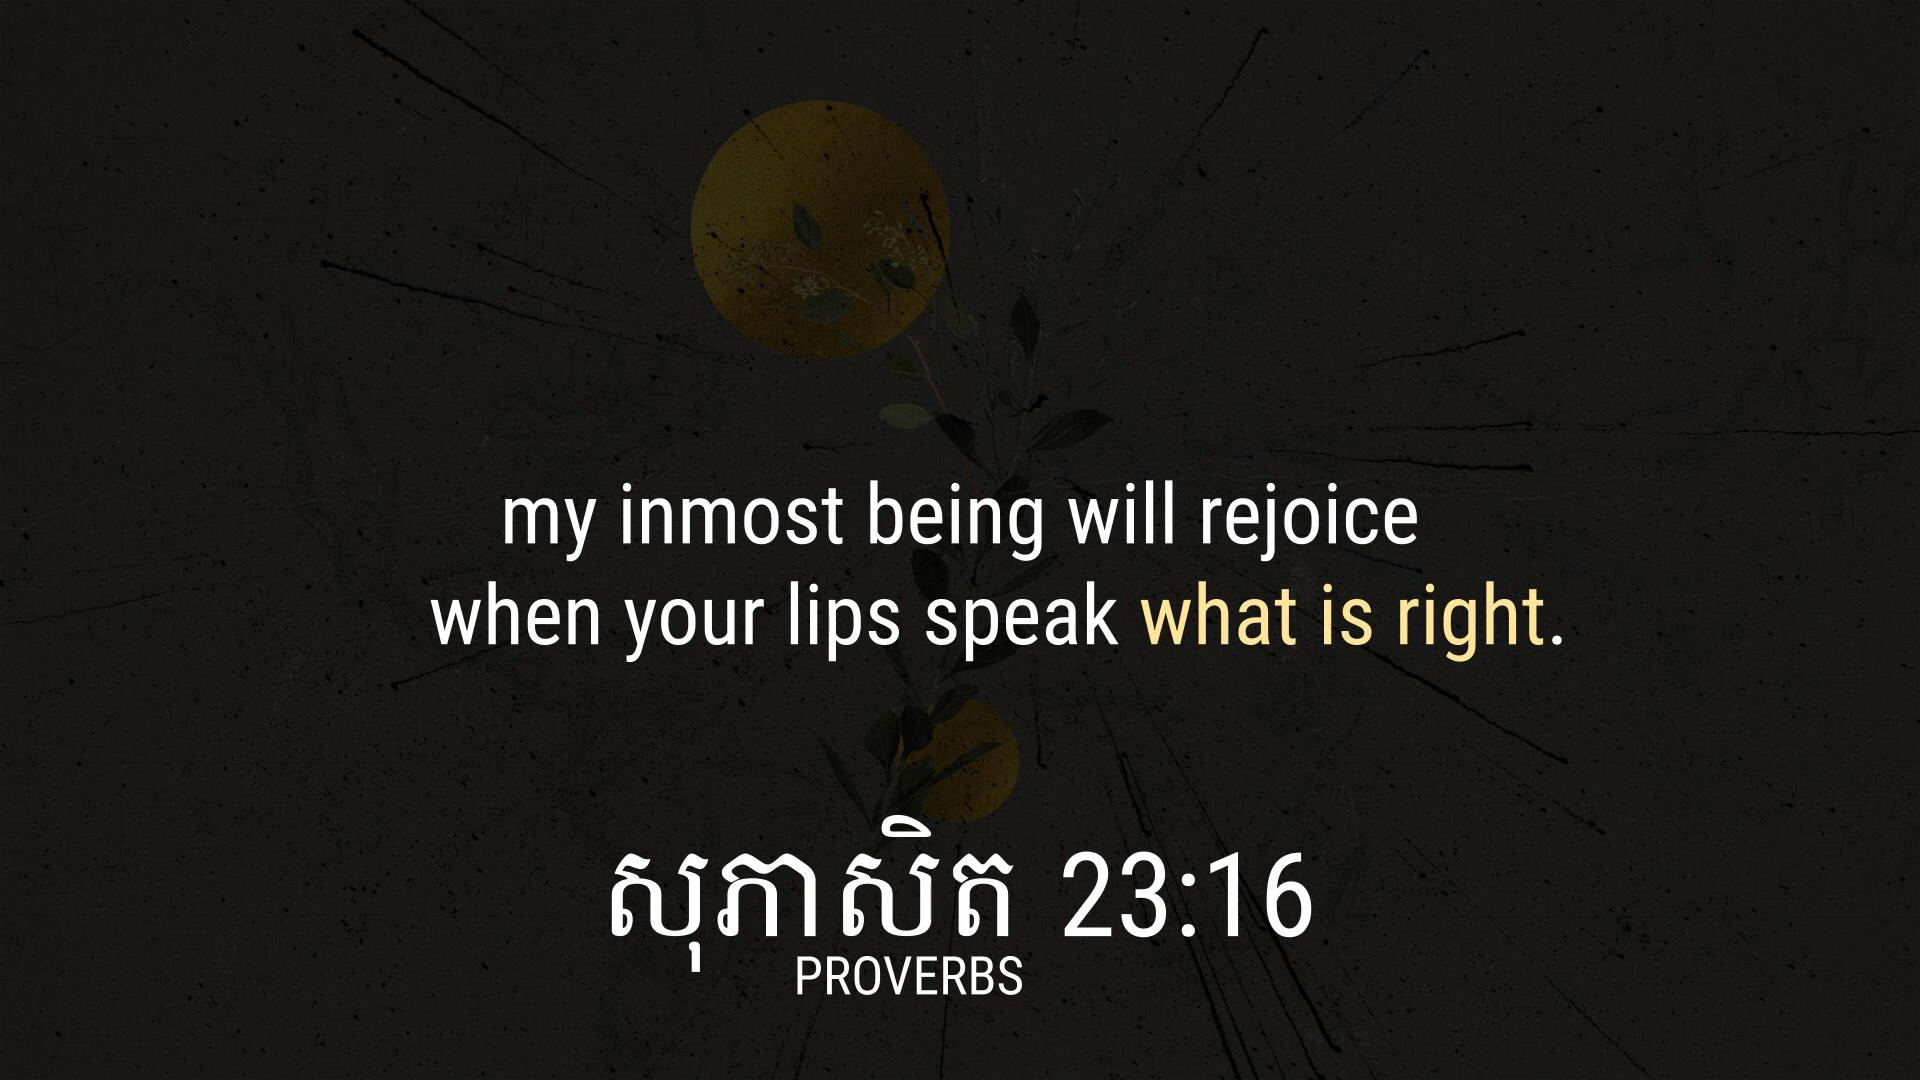 my inmost being will rejoice
when your lips speak what is right.
សុភាសិត 23:16
PROVERBS